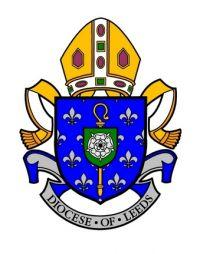 DIOCESE • OF • LEEDS